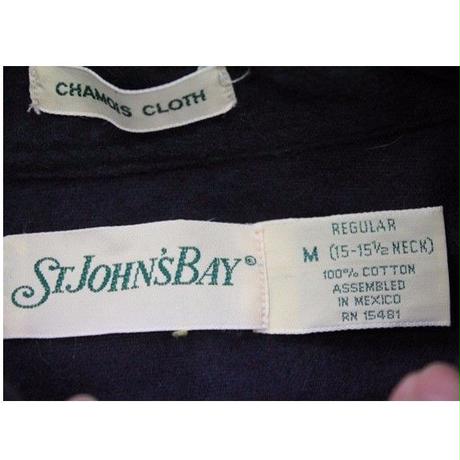 CHAMOIS CLOTH
ST JOHN'S BAY®
REGULAR
M (15-15½ NECK)
100% COTTON
ASSEMBLED
IN MEXICO
RN 15481